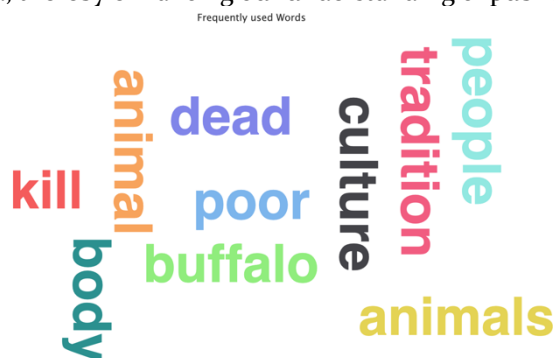 Frequently used Words
people
tradition
animal
dead
culture
kill
poor
buffalo
body
animals